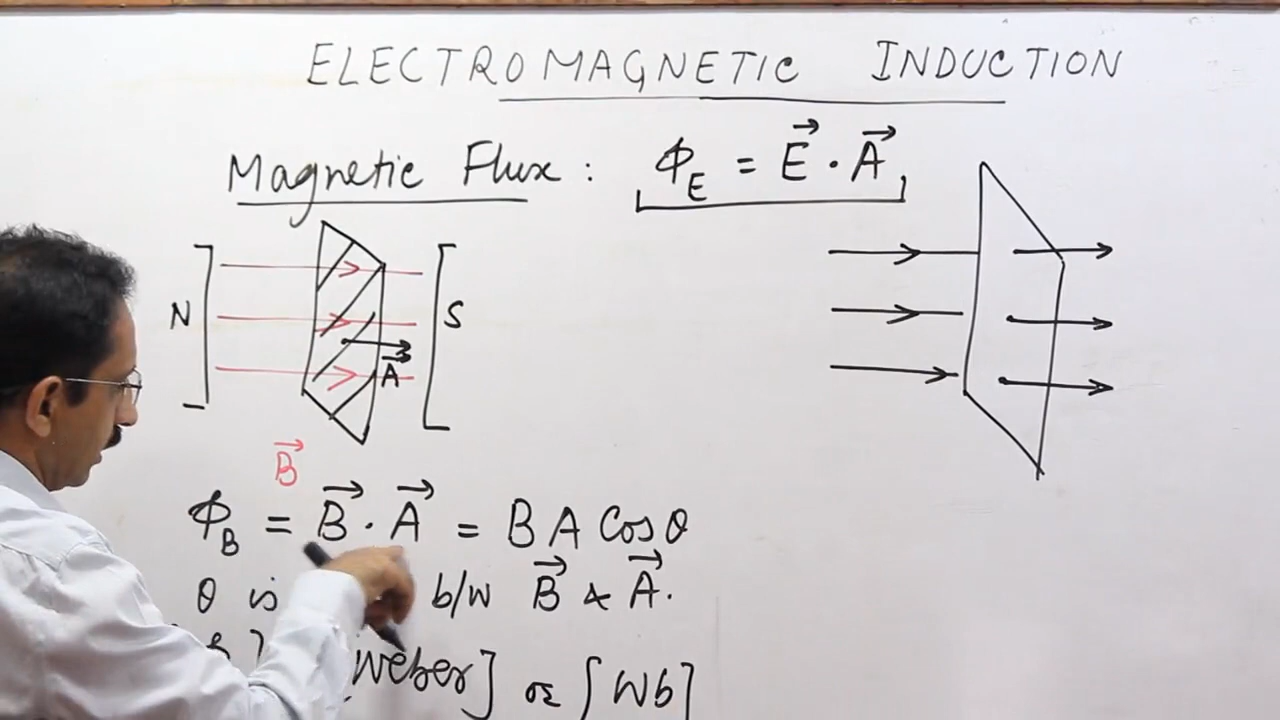 ELECTROMAGNETIC INDUCTION
Magnetic Flux : ϕ_E = E⃗ · A⃗
N
S
A⃗
B⃗
ϕ_B = B⃗ · A⃗ = B A Cos θ
θ is b/w B⃗ & A⃗.
Weber] or [Wb]